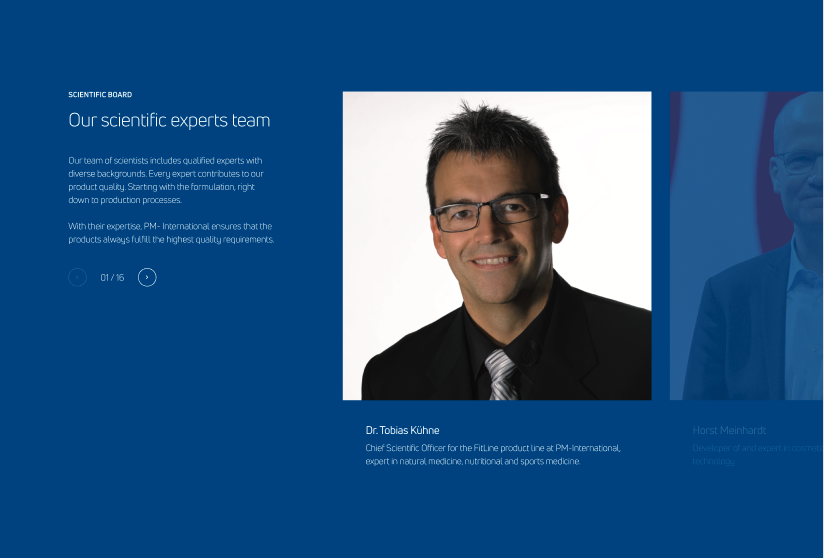 SCIENTIFIC BOARD
Our scientific experts team
Our team of scientists includes qualified experts with
diverse backgrounds. Every expert contributes to our
product quality. Starting with the formulation, right
down to production processes.
With their expertise, PM- International ensures that the
products always fulfill the highest quality requirements.
01 / 16
Dr. Tobias Kühne
Chief Scientific Officer for the FitLine product line at PM-International,
expert in natural medicine, nutritional and sports medicine.
Horst Meinhardt
Developer of and expert in
technology